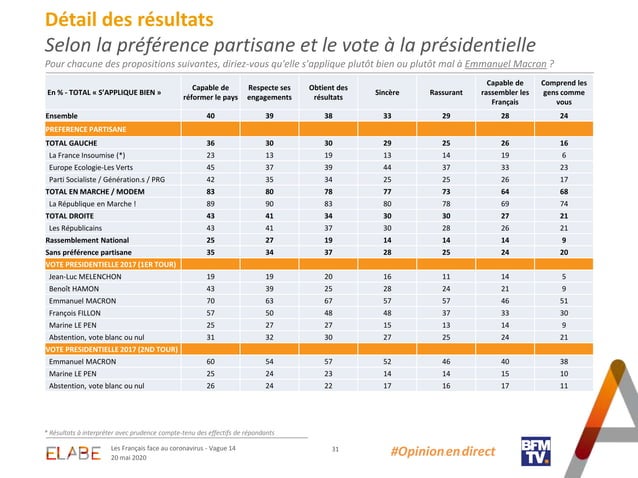 Détail des résultats
Selon la préférence partisane et le vote à la présidentielle
Pour chacune des propositions suivantes, diriez-vous qu'elle s'applique plutôt bien ou plutôt mal à Emmanuel Macron ?
En % - TOTAL « S'APPLIQUE BIEN » Capable de réformer le pays Respecte ses engagements Obtient des résultats Sincère Rassurant Capable de rassembler les Français Comprend les gens comme vous
Ensemble 40 39 38 33 29 28 24
PREFERENCE PARTISANE
TOTAL GAUCHE 36 30 30 29 25 26 16
La France Insoumise (*) 23 13 19 13 14 19 6
Europe Ecologie-Les Verts 45 37 39 44 37 33 23
Parti Socialiste / Génération.s / PRG 42 35 34 25 25 26 17
TOTAL EN MARCHE / MODEM 83 80 78 77 73 64 68
La République en Marche ! 89 90 83 80 78 69 74
TOTAL DROITE 43 41 34 30 30 27 21
Les Républicains 43 41 37 30 28 26 21
Rassemblement National 25 27 19 14 14 14 9
Sans préférence partisane 35 34 37 28 25 24 20
VOTE PRESIDENTIELLE 2017 (1ER TOUR)
Jean-Luc MELENCHON 19 19 20 16 11 14 5
Benoît HAMON 43 39 25 28 24 21 9
Emmanuel MACRON 70 63 67 57 57 46 51
François FILLON 57 50 48 48 37 33 30
Marine LE PEN 25 27 27 15 13 14 9
Abstention, vote blanc ou nul 31 32 30 27 25 24 21
VOTE PRESIDENTIELLE 2017 (2ND TOUR)
Emmanuel MACRON 60 54 57 52 46 40 38
Marine LE PEN 25 24 23 14 14 15 10
Abstention, vote blanc ou nul 26 24 22 17 16 17 11
* Résultats à interpréter avec prudence compte-tenu des effectifs de répondants
ELABE
Les Français face au coronavirus - Vague 14
20 mai 2020
31
#Opinionendirect
BFM
TV.